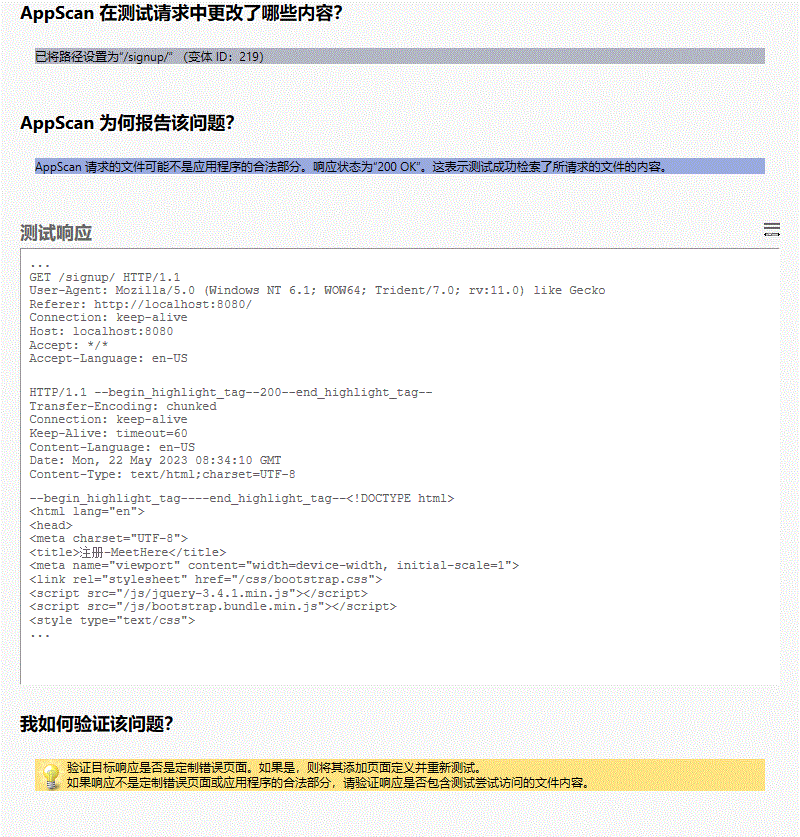 AppScan 在测试请求中更改了哪些内容?
已将路径设置为“/signup/” （变体 ID：219）
AppScan 为何报告该问题?
AppScan 请求的文件可能不是应用程序的合法部分。响应状态为“200 OK”。这表示测试成功检索了所请求的文件的内容。
测试响应
...
GET /signup/ HTTP/1.1
User-Agent: Mozilla/5.0 (Windows NT 6.1; WOW64; Trident/7.0; rv:11.0) like Gecko
Referer: http://localhost:8080/
Connection: keep-alive
Host: localhost:8080
Accept: */*
Accept-Language: en-US
HTTP/1.1 --begin_highlight_tag--200--end_highlight_tag--
Transfer-Encoding: chunked
Connection: keep-alive
Keep-Alive: timeout=60
Content-Language: en-US
Date: Mon, 22 May 2023 08:34:10 GMT
Content-Type: text/html;charset=UTF-8
--begin_highlight_tag----end_highlight_tag--<!DOCTYPE html>
<html lang="en">
<head>
<meta charset="UTF-8">
<title>注册-MeetHere</title>
<meta name="viewport" content="width=device-width, initial-scale=1">
<link rel="stylesheet" href="/css/bootstrap.css">
<script src="/js/jquery-3.4.1.min.js"></script>
<script src="/js/bootstrap.bundle.min.js"></script>
<style type="text/css">
...
我如何验证该问题?
验证目标响应是否是定制错误页面。如果是，则将其添加页面定义并重新测试。
如果响应不是定制错误页面或应用程序的合法部分，请验证响应是否包含测试尝试访问的文件内容。